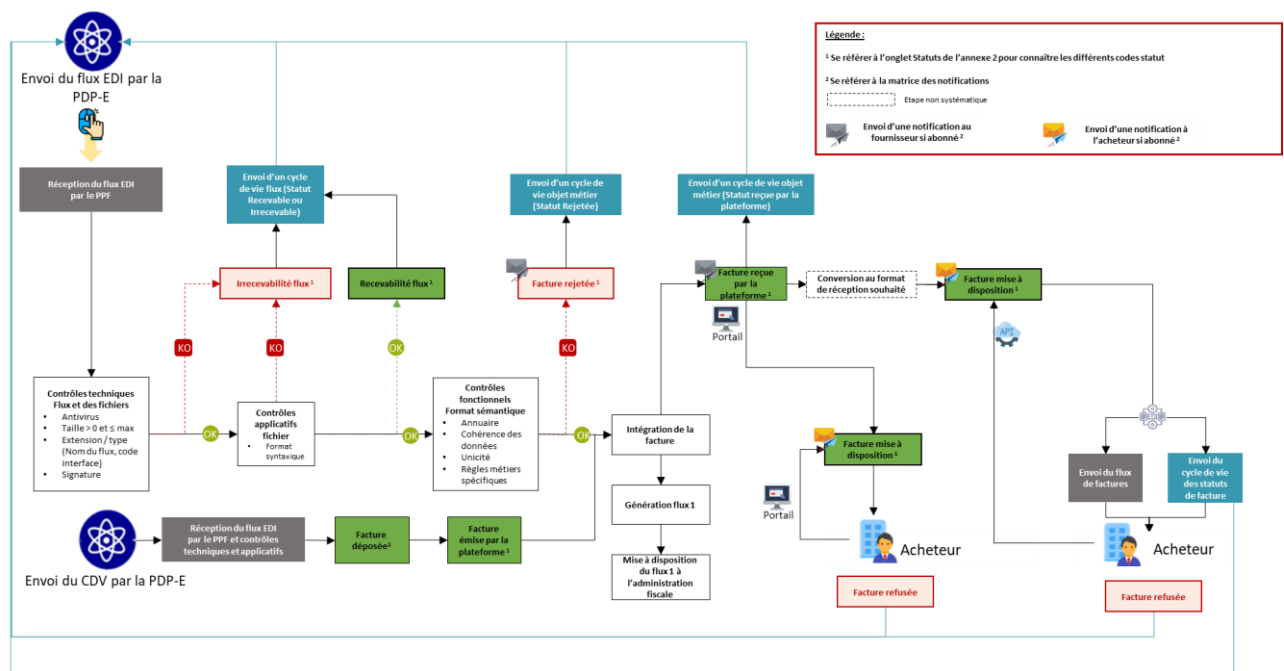 Envoi du flux EDI par la
PDP-E
Réception du flux EDI
par le PPF
Envoi d'un cycle de
vie flux (Statut
Recevable ou
Irrecevable)
Envoi d'un cycle de
vie objet métier
(Statut Rejetée)
Envoi d'un cycle de vie objet
métier (Statut reçue par la
plateforme)
Légende :
¹ Se référer à l'onglet Statuts de l'annexe 2 pour connaître les différents codes statut
² Se référer à la matrice des notifications
Etape non systématique
Envoi d'une notification au
fournisseur si abonné ²
Envoi d'une notification à
l'acheteur si abonné ²
Irrecevabilité flux ¹
Recevabilité flux ¹
Facture rejetée ¹
Facture reçue
par la
plateforme ¹
Conversion au format
de réception souhaité
Facture mise à
disposition ¹
Portail
API
KO
KO
OK
KO
Contrôles techniques
Flux et des fichiers
• Antivirus
• Taille > 0 et ≤ max
• Extension / type
(Nom du flux, code
interface)
• Signature
OK
Contrôles
applicatifs
fichier
• Format
syntaxique
OK
Contrôles
fonctionnels
Format sémantique
• Annuaire
• Cohérence des
données
• Unicité
• Règles métiers
spécifiques
OK
Intégration de la
facture
Génération flux 1
Mise à disposition
du flux 1 à
l'administration
fiscale
Facture mise à
disposition ¹
Portail
Acheteur
Facture refusée
EDI
Envoi du flux
de factures
Envoi du
cycle de vie
des statuts
de facture
Acheteur
Facture refusée
Envoi du CDV par la PDP-E
Réception du flux EDI
par le PPF et contrôles
techniques et applicatifs
Facture
déposée¹
Facture
émise par la
plateforme ¹